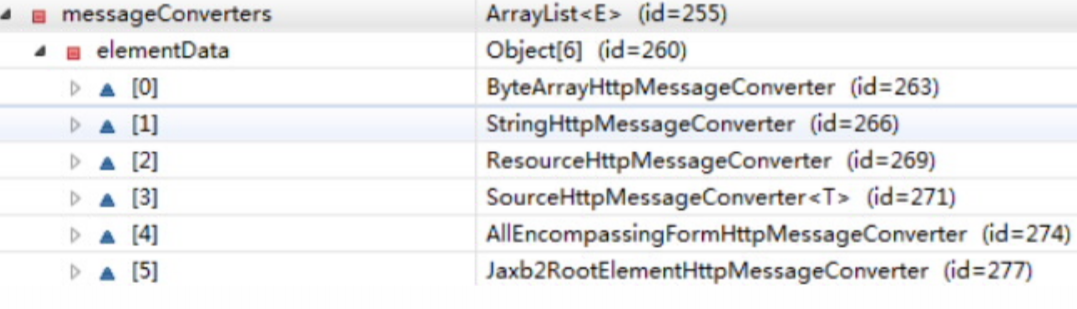 messageConverters ArrayList<E> (id=255)
elementData Object[6] (id=260)
[0] ByteArrayHttpMessageConverter (id=263)
[1] StringHttpMessageConverter (id=266)
[2] ResourceHttpMessageConverter (id=269)
[3] SourceHttpMessageConverter<T> (id=271)
[4] AllEncompassingFormHttpMessageConverter (id=274)
[5] Jaxb2RootElementHttpMessageConverter (id=277)